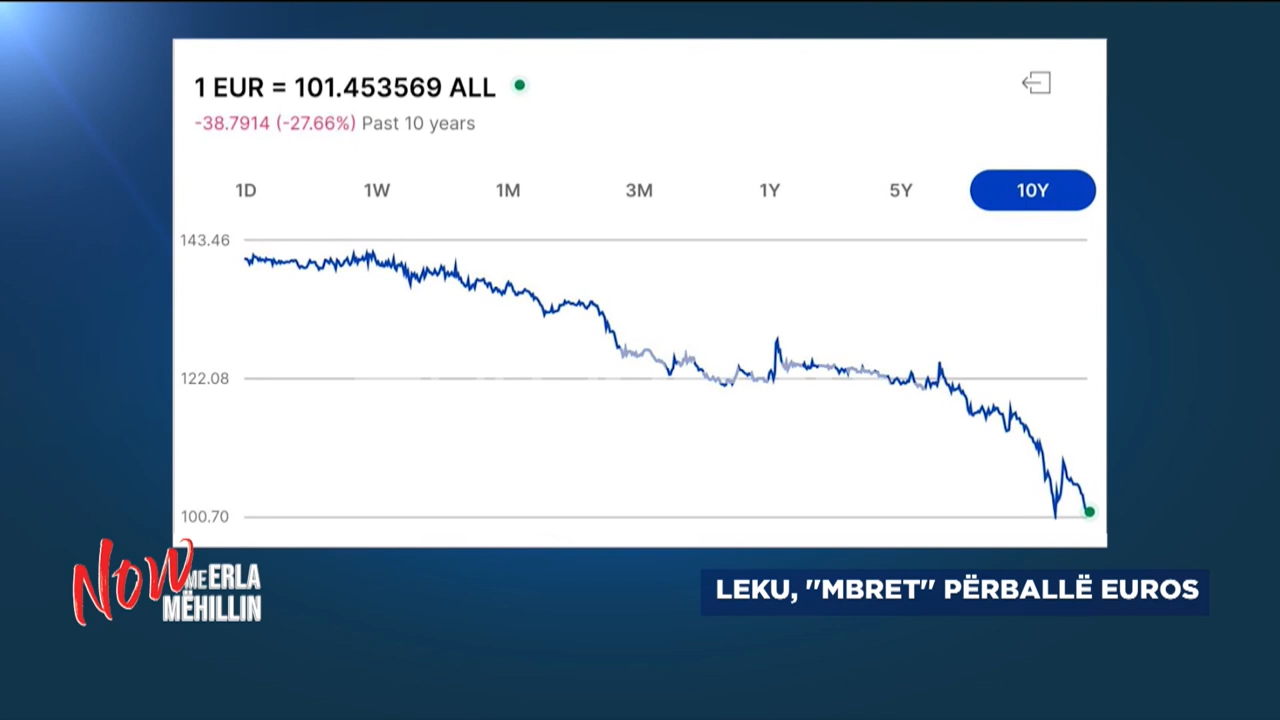 1 EUR = 101.453569 ALL
-38.7914 (-27.66%) Past 10 years
1D 1W 1M 3M 1Y 5Y 10Y
143.46
122.08
100.70
NOW ME ERLA
MËHILLIN
LEKU, "MBRET" PËRBALLË EUROS